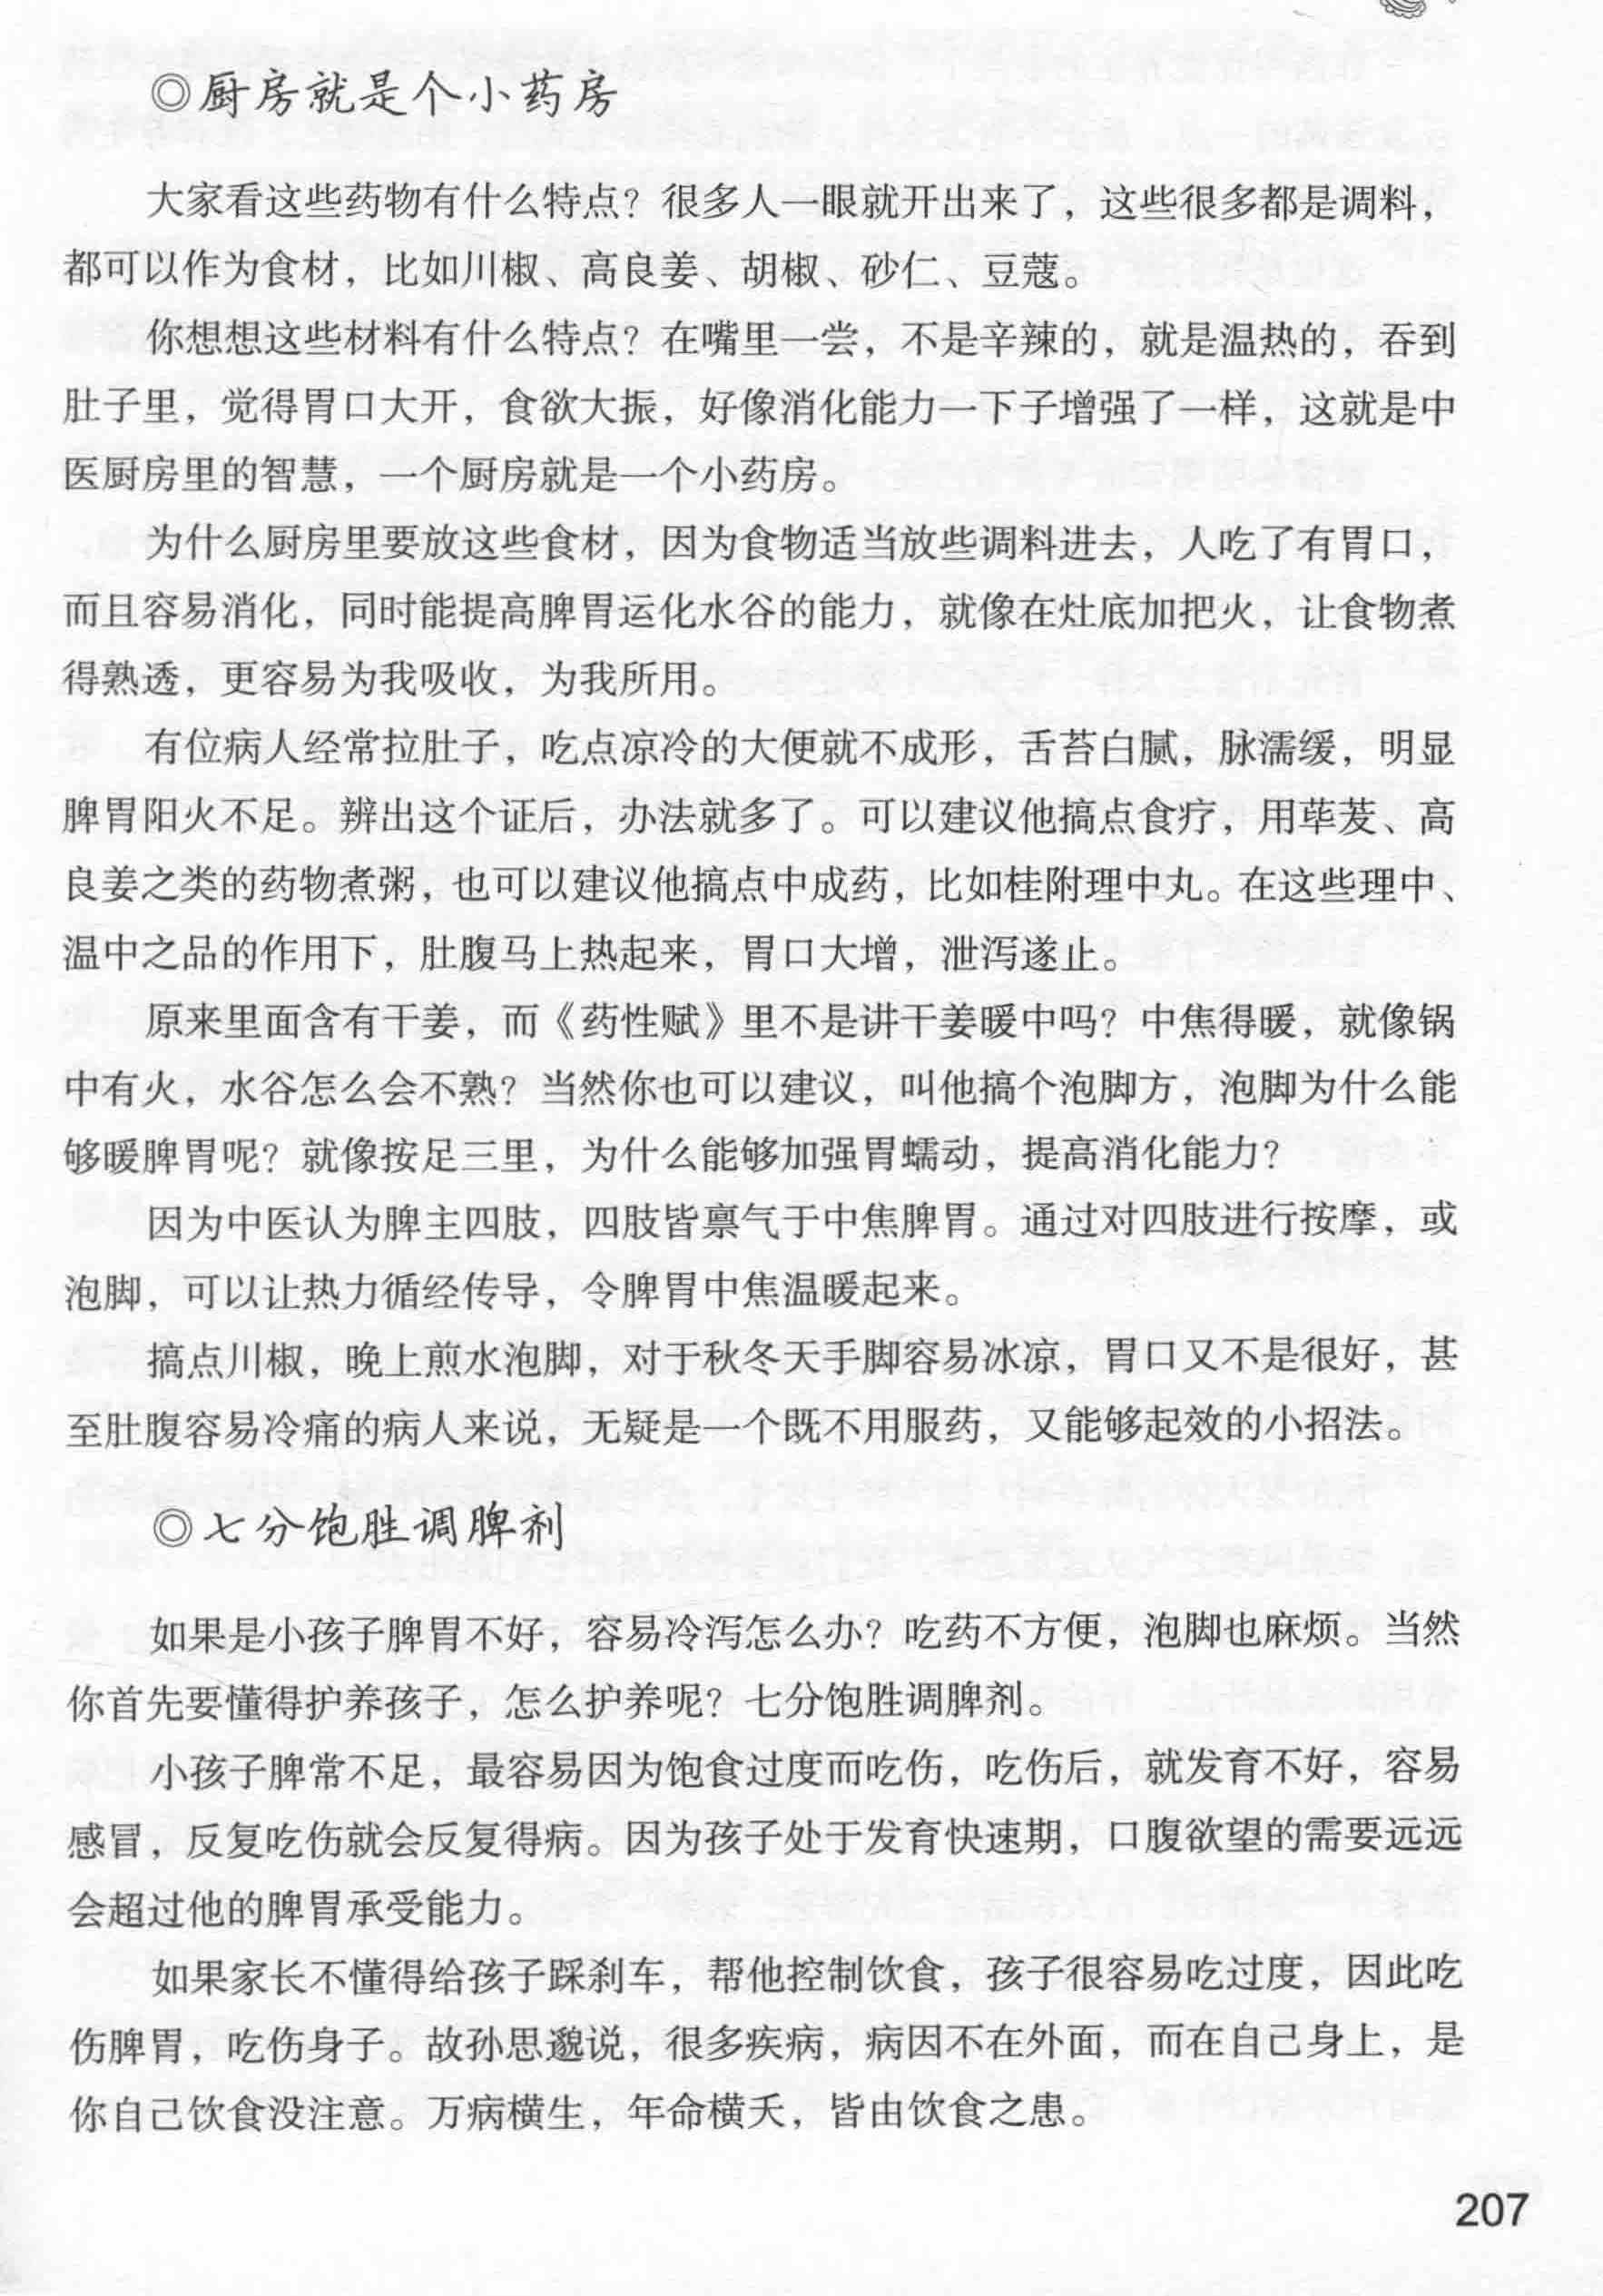 ◎厨房就是个小药房
大家看这些药物有什么特点？很多人一眼就开出来了，这些很多都是调料，
都可以作为食材，比如川椒、高良姜、胡椒、砂仁、豆蔻。
你想想这些材料有什么特点？在嘴里一尝，不是辛辣的，就是温热的，吞到
肚子里，觉得胃口大开，食欲大振，好像消化能力一下子增强了一样，这就是中
医厨房里的智慧，一个厨房就是一个小药房。
为什么厨房里要放这些食材，因为食物适当放些调料进去，人吃了有胃口，
而且容易消化，同时能提高脾胃运化水谷的能力，就像在灶底加把火，让食物煮
得熟透，更容易为我吸收，为我所用。
有位病人经常拉肚子，吃点凉冷的大便就不成形，舌苔白腻，脉濡缓，明显
脾胃阳火不足。辨出这个证后，办法就多了。可以建议他搞点食疗，用荜茇、高
良姜之类的药物煮粥，也可以建议他搞点中成药，比如桂附理中丸。在这些理中、
温中之品的作用下，肚腹马上热起来，胃口大增，泄泻遂止。
原来里面含有干姜，而《药性赋》里不是讲干姜暖中吗？中焦得暖，就像锅
中有火，水谷怎么会不熟？当然你也可以建议，叫他搞个泡脚方，泡脚为什么能
够暖脾胃呢？就像按足三里，为什么能够加强胃蠕动，提高消化能力？
因为中医认为脾主四肢，四肢皆禀气于中焦脾胃。通过对四肢进行按摩，或
泡脚，可以让热力循经传导，令脾胃中焦温暖起来。
搞点川椒，晚上煎水泡脚，对于秋冬天手脚容易冰凉，胃口又不是很好，甚
至肚腹容易冷痛的病人来说，无疑是一个既不用服药，又能够起效的小招法。
◎七分饱胜调脾剂
如果是小孩子脾胃不好，容易冷泻怎么办？吃药不方便，泡脚也麻烦。当然
你首先要懂得护养孩子，怎么护养呢？七分饱胜调脾剂。
小孩子脾常不足，最容易因为饱食过度而吃伤，吃伤后，就发育不好，容易
感冒，反复吃伤就会反复得病。因为孩子处于发育快速期，口腹欲望的需要远远
会超过他的脾胃承受能力。
如果家长不懂得给孩子踩刹车，帮他控制饮食，孩子很容易吃过度，因此吃
伤脾胃，吃伤身子。故孙思邈说，很多疾病，病因不在外面，而在自己身上，是
你自己饮食没注意。万病横生，年命横夭，皆由饮食之患。
207